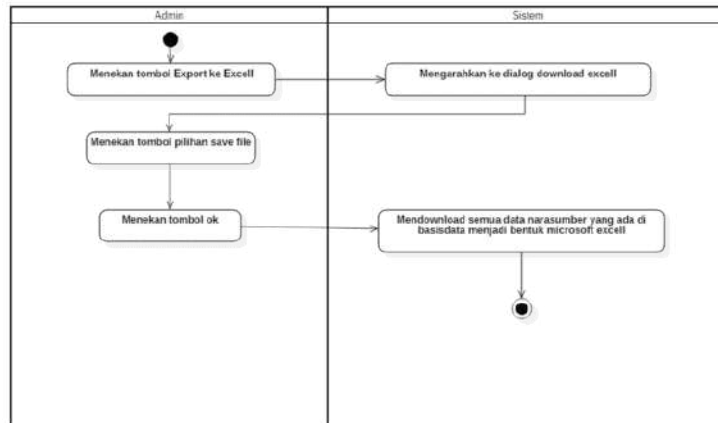 Admin
Sistem
Menekan tombol Export ke Excell
Mengarahkan ke dialog download excell
Menekan tombol pilihan save file
Menekan tombol ok
Mendownload semua data narasumber yang ada di
basisdata menjadi bentuk microsoft excell